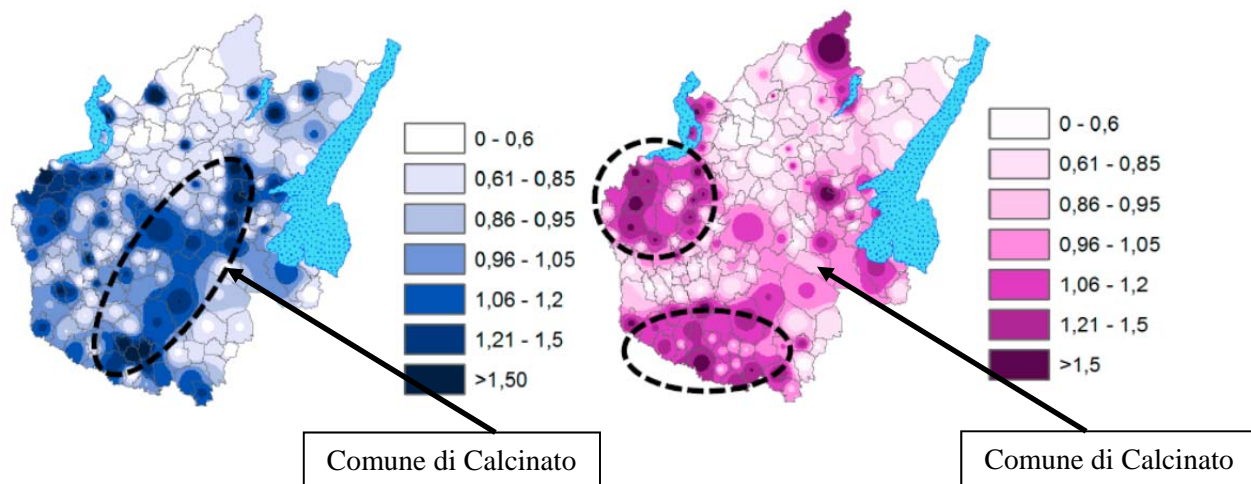 0 - 0,6
0,61 - 0,85
0,86 - 0,95
0,96 - 1,05
1,06 - 1,2
1,21 - 1,5
>1,50
Comune di Calcinato
0 - 0,6
0,61 - 0,85
0,86 - 0,95
0,96 - 1,05
1,06 - 1,2
1,21 - 1,5
>1,5
Comune di Calcinato